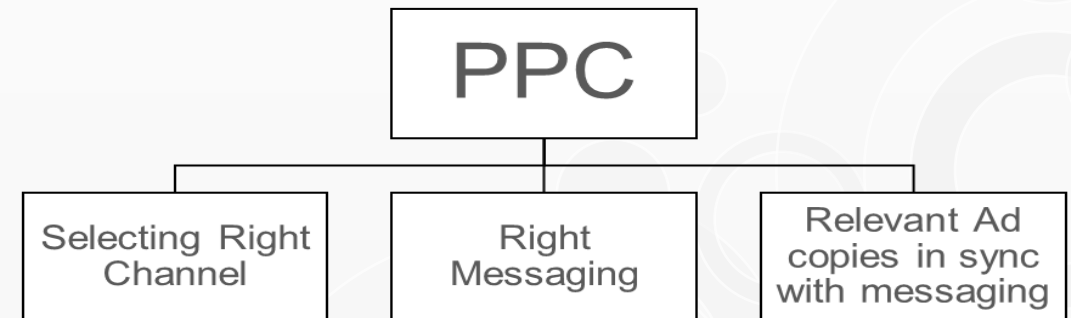 PPC
Selecting Right
Channel
Right
Messaging
Relevant Ad
copies in sync
with messaging